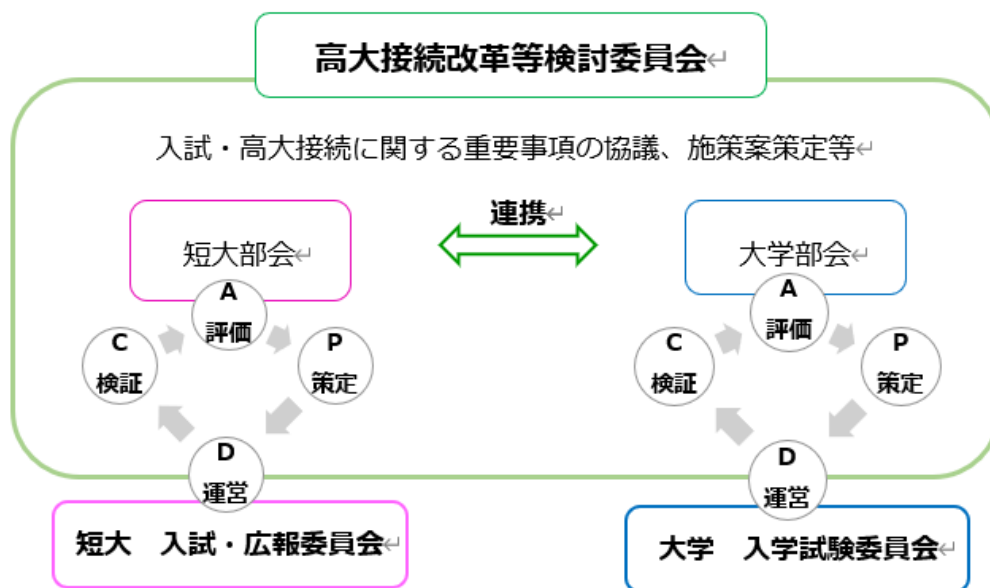 高大接続改革等検討委員会↵
入試・高大接続に関する重要事項の協議、施策案策定等↵
連携↵
短大部会↵
大学部会↵
A
評価
C
検証
P
策定
D
運営
A
評価
C
検証
P
策定
D
運営
短大　入試・広報委員会↵
大学　入学試験委員会↵